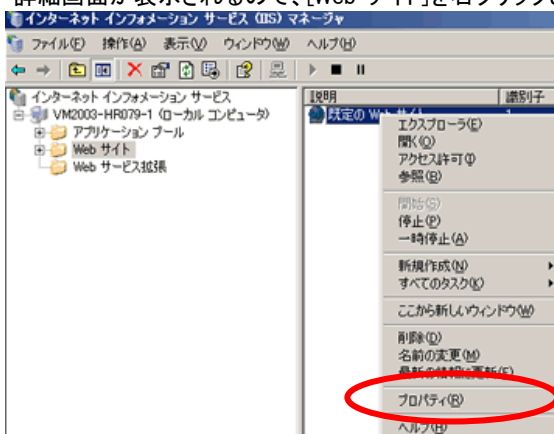 詳細画面が表示されるので、[Web サイト]を右クリック
インターネット インフォメーション サービス (IIS) マネージャ
ファイル(F) 操作(A) 表示(V) ウィンドウ(W) ヘルプ(H)
インターネット インフォメーション サービス
VM2003-HR079-1 (ローカル コンピュータ)
アプリケーション プール
Web サイト
Web サービス拡張
説明 識別子
既定の Web サイト 1
エクスプローラ(E)
開く(O)
アクセス許可(I)
参照(B)
開始(S)
停止(P)
一時停止(A)
新規作成(N)
すべてのタスク(K)
ここから新しいウィンドウ(W)
削除(D)
名前の変更(M)
最新の情報に更新(F)
プロパティ(R)
ヘルプ(H)